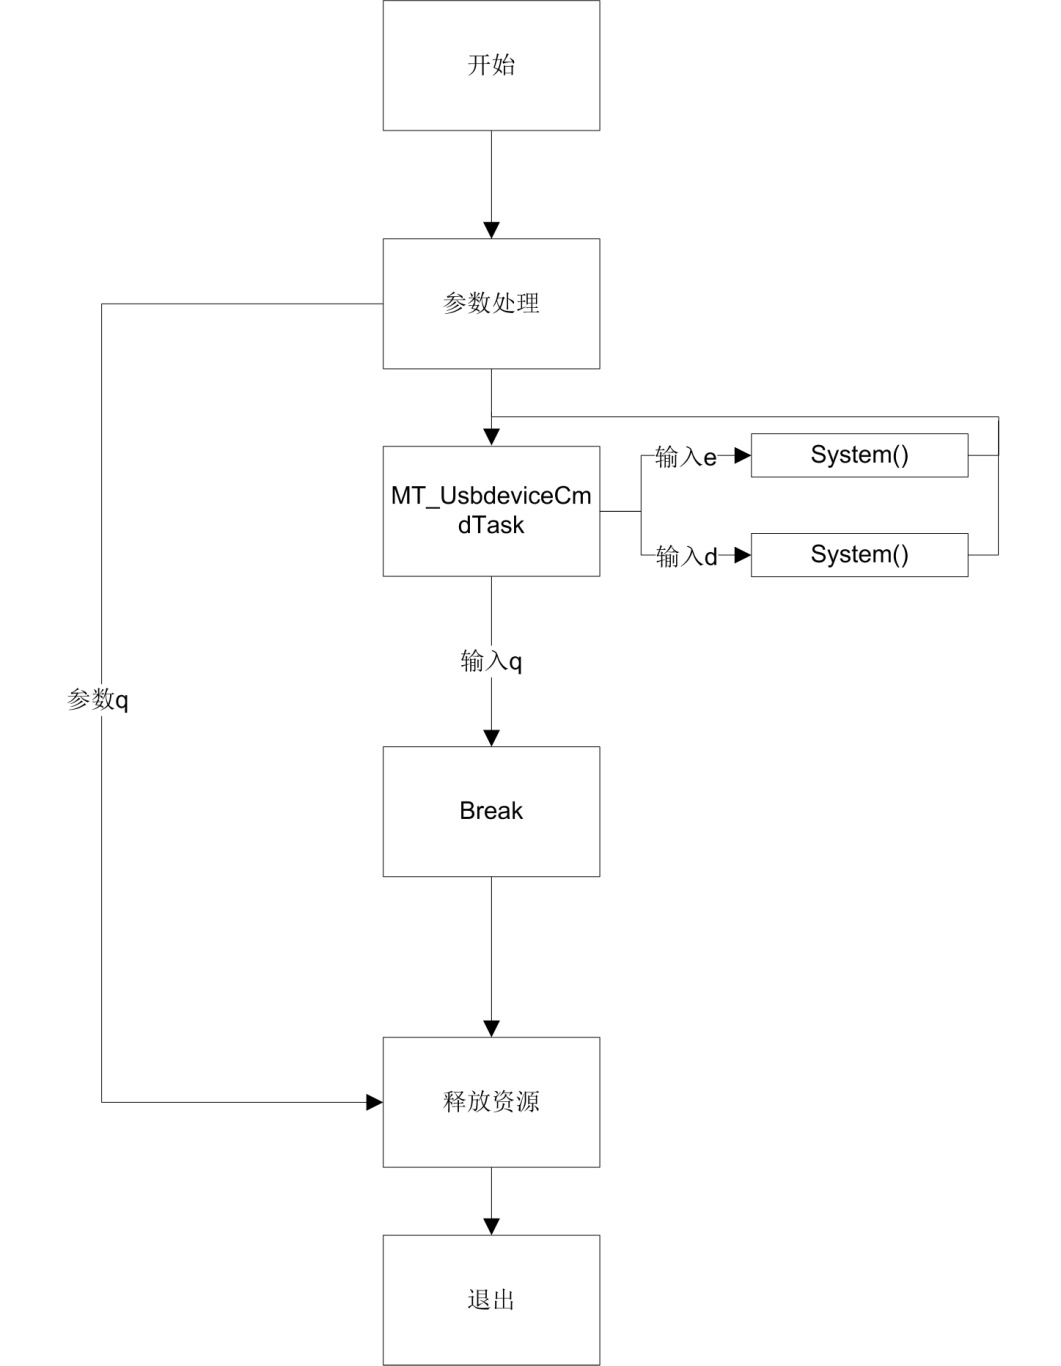 开始
参数处理
输入e
System()
MT_UsbdeviceCm
dTask
输入d
System()
输入q
参数q
Break
释放资源
退出